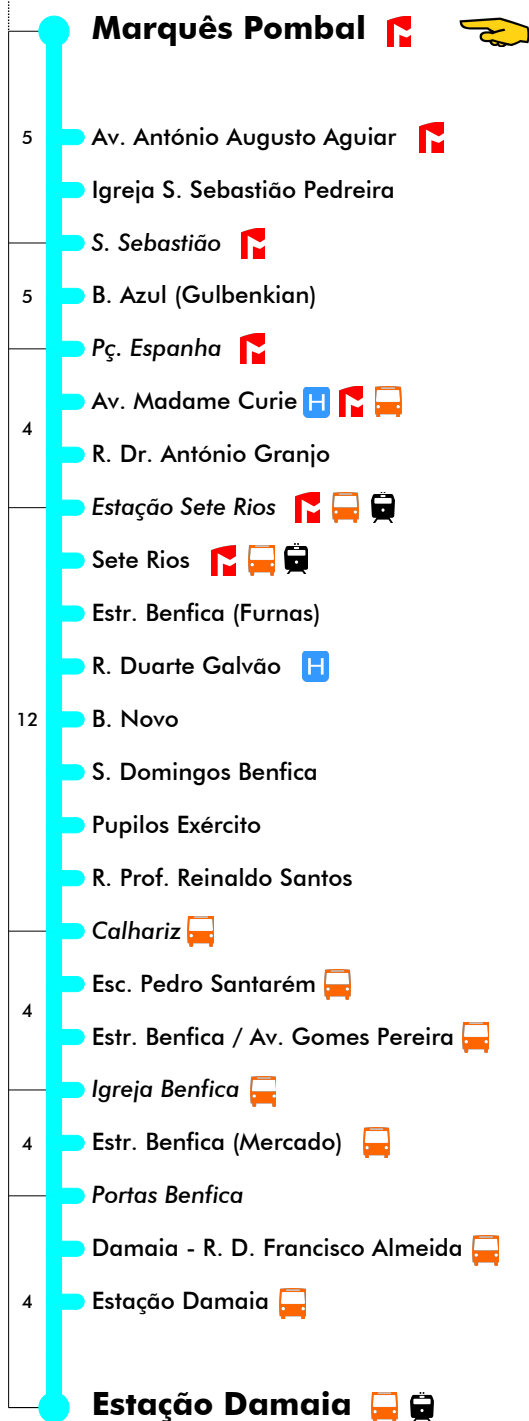 Marquês Pombal
5
Av. António Augusto Aguiar
Igreja S. Sebastião Pedreira
S. Sebastião
5
B. Azul (Gulbenkian)
Pç. Espanha
Av. Madame Curie H
4
R. Dr. António Granjo
Estação Sete Rios
Sete Rios
Estr. Benfica (Furnas)
R. Duarte Galvão H
12
B. Novo
S. Domingos Benfica
Pupilos Exército
R. Prof. Reinaldo Santos
Calhariz
Esc. Pedro Santarém
4
Estr. Benfica / Av. Gomes Pereira
Igreja Benfica
4
Estr. Benfica (Mercado)
Portas Benfica
Damaia - R. D. Francisco Almeida
4
Estação Damaia
Estação Damaia